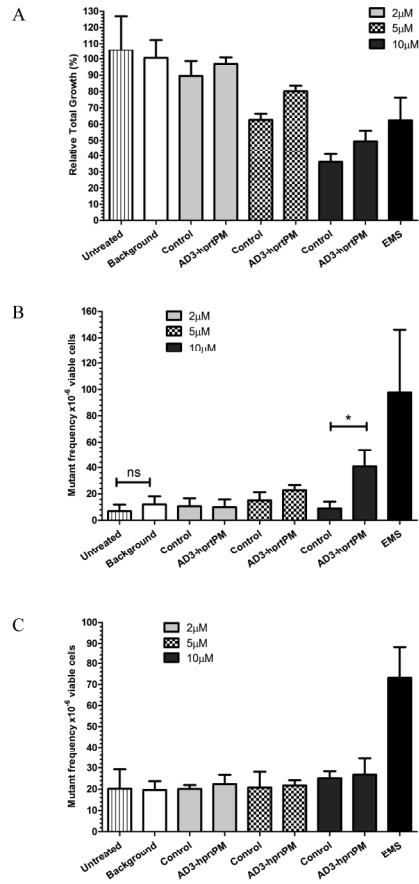 A
Relative Total Growth (%)
130
120
110
100
90
80
70
60
50
40
30
20
10
0
2μM
5μM
10μM
Untreated
Background
Control
AD3-hprtPM
Control
AD3-hprtPM
Control
AD3-hprtPM
EMS
B
Mutant frequency x10-6 viable cells
160
140
120
100
80
60
40
20
0
2μM
5μM
10μM
ns
*
Untreated
Background
Control
AD3-hprtPM
Control
AD3-hprtPM
Control
AD3-hprtPM
EMS
C
Mutant frequency x10-6 viable cells
100
90
80
70
60
50
40
30
20
10
0
2μM
5μM
10μM
Untreated
Background
Control
AD3-hprtPM
Control
AD3-hprtPM
Control
AD3-hprtPM
EMS